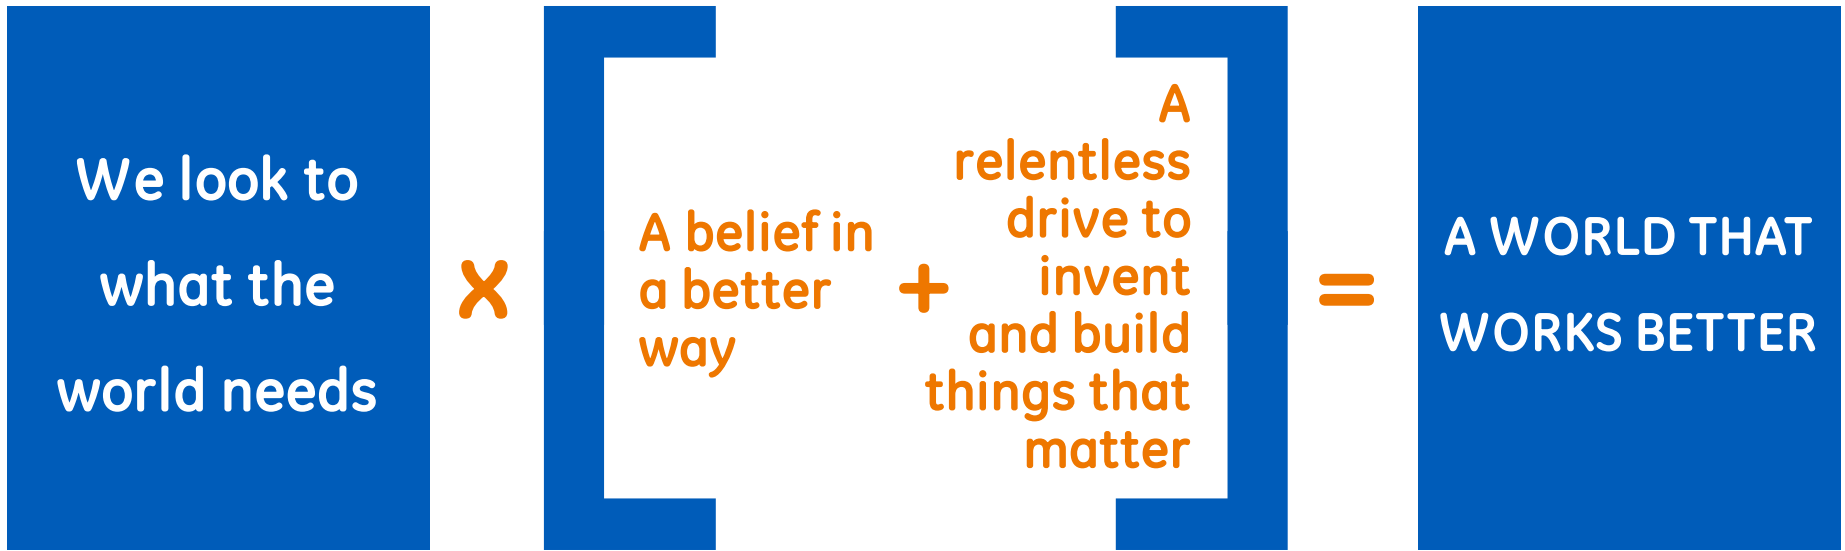 We look to
what the
world needs
x
A belief in
a better
way
+
A
relentless
drive to
invent
and build
things that
matter
=
A WORLD THAT
WORKS BETTER